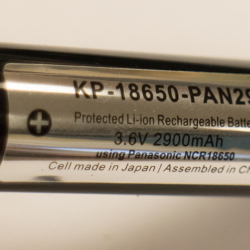 KP-18650-PAN29
Protected Li-ion Rechargeable Batte
3.6V 2900mAh
using Panasonic NCR18650
Cell made in Japan | Assembled in Ch